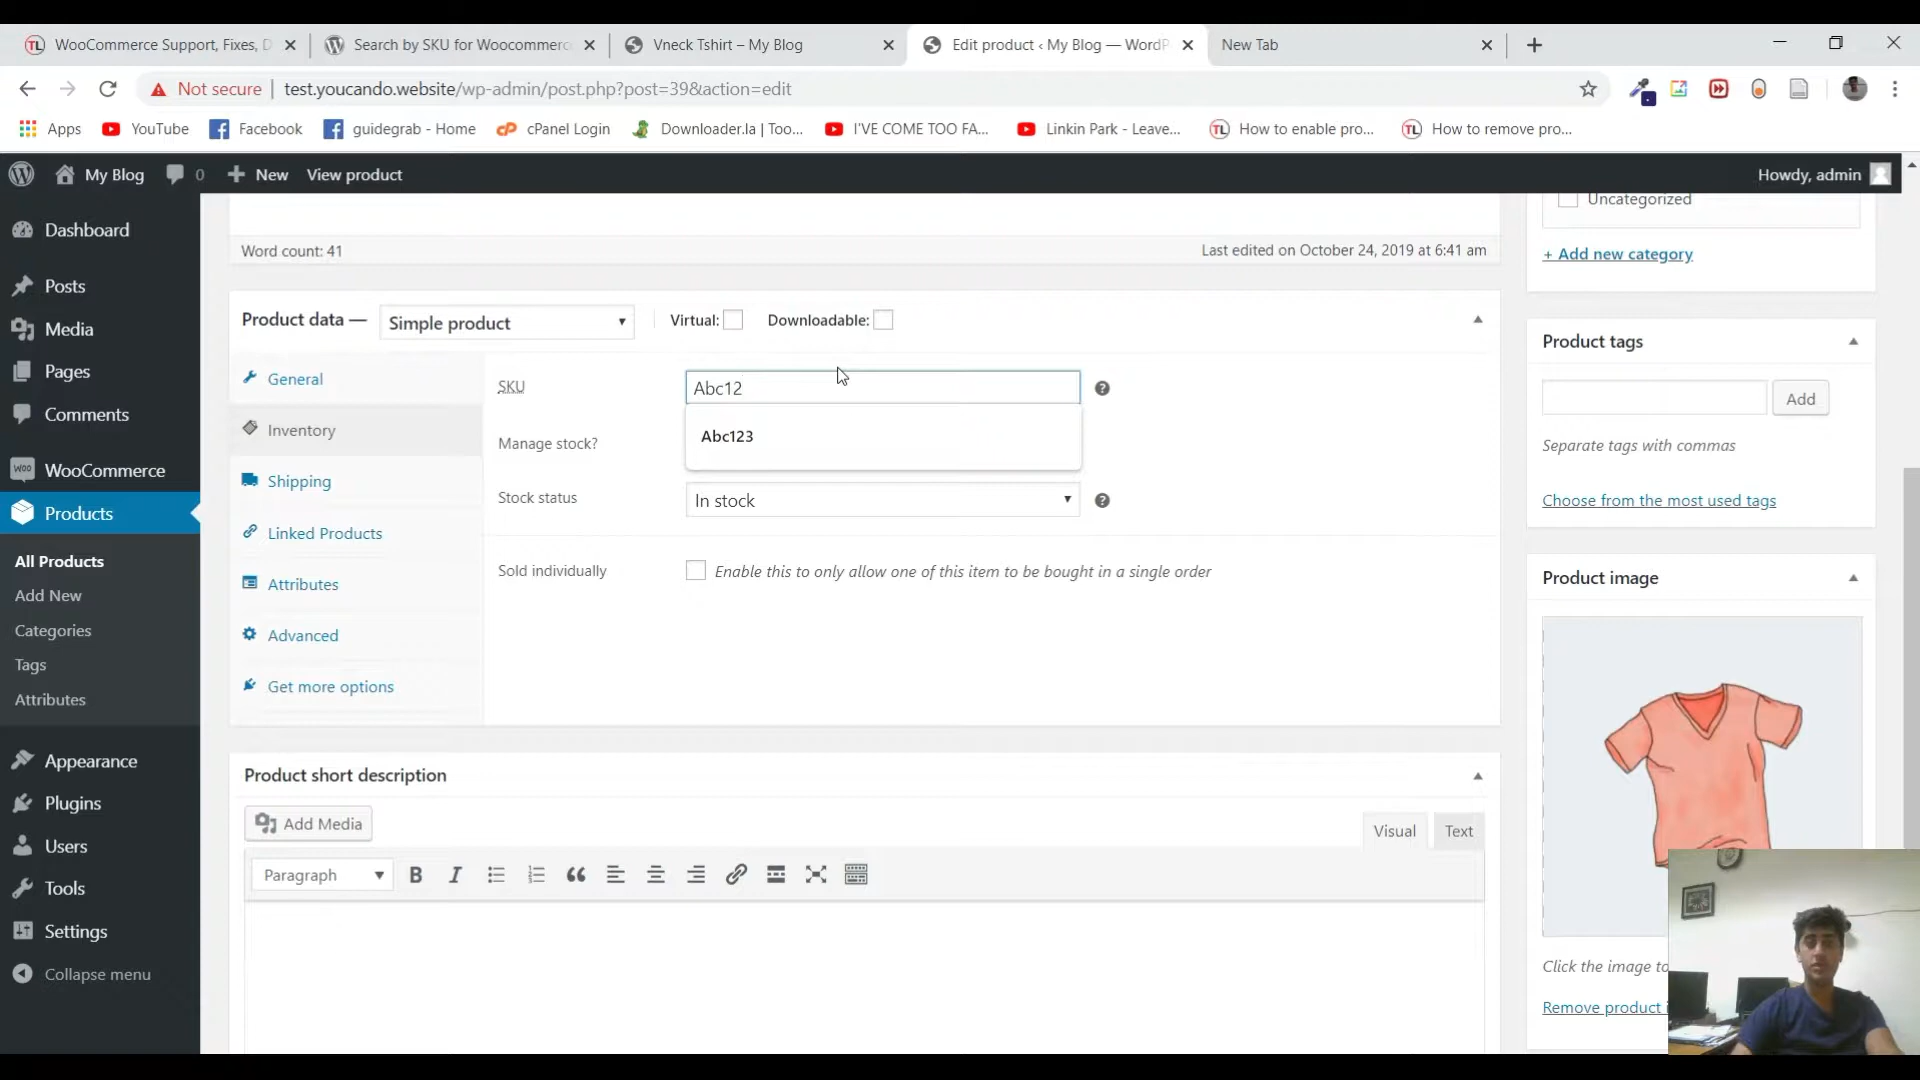 WooCommerce Support, Fixes, D
Search by SKU for Woocommerc
Vneck Tshirt – My Blog
Edit product ‹ My Blog — WordP
New Tab
Not secure
test.youcando.website/wp-admin/post.php?post=39&action=edit
Apps
YouTube
Facebook
guidegrab - Home
cPanel Login
Downloader.la | Too...
I'VE COME TOO FA...
Linkin Park - Leave...
How to enable pro...
How to remove pro...
My Blog
0
New
View product
Howdy, admin
Dashboard
Posts
Media
Pages
Comments
WooCommerce
Products
All Products
Add New
Categories
Tags
Attributes
Appearance
Plugins
Users
Tools
Settings
Collapse menu
Word count: 41
Last edited on October 24, 2019 at 6:41 am
Product data —
Simple product
Virtual:
Downloadable:
General
Inventory
Shipping
Linked Products
Attributes
Advanced
Get more options
SKU
Abc12
Abc123
Manage stock?
Stock status
In stock
Sold individually
Enable this to only allow one of this item to be bought in a single order
Product short description
Add Media
Visual
Text
Paragraph
Uncategorized
+ Add new category
Product tags
Add
Separate tags with commas
Choose from the most used tags
Product image
Click the image to
Remove product